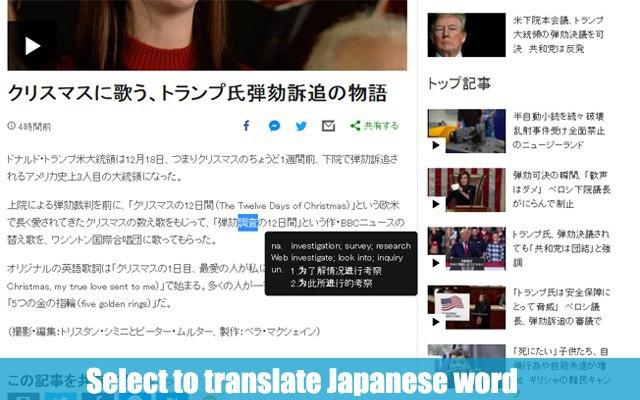 クリスマスに歌う、トランプ氏弾劾訴追の物語
4時間前
共有する
ドナルド・トランプ米大統領は12月18日、つまりクリスマスのちょうど1週間前、下院で弾劾訴追さ
れるアメリカ史上3人目の大統領になった。
上院による弾劾裁判を前に、「クリスマスの12日間（The Twelve Days of Christmas）」という欧米
で長く愛されてきたクリスマスの数え歌をもじって、「弾劾調査の12日間」という作・BBCニュースの
替え歌を、ワシントン国際合唱団に歌ってもらった。
オリジナルの英語歌詞は「クリスマスの1日目、最愛の人が私に
Christmas, my true love sent to me）」で始まる。多くの人が一
「5つの金の指輪（five golden rings）」だ。
（撮影・編集：トリスタン・シミニとピーター・ムルター、製作：ベラ・マクシェイン）
na. investigation; survey; research
Web investigate; look into; inquiry
un. 1.为了解情况进行考察
2.为此所进行的考察
この記事を共
米下院本会議、トランプ
大統領の弾劾決議を可
決 共和党は反発
トップ記事
半自動小銃を続々破壊
乱射事件受け全面禁止
のニュージーランド
弾劾可決の瞬間、「歓声
はダメ」 ペロシ下院議長
がにらんで制止
トランプ氏、弾劾訴追され
ても「共和党は団結」と強
調
「トランプ氏は安全保障に
とって脅威」 ペロシ議
長、弾劾訴追の審議で
「死にたい」子供たち、自
傷行為や自殺未遂が増
加 ギリシャの難民キャン
Select to translate Japanese word